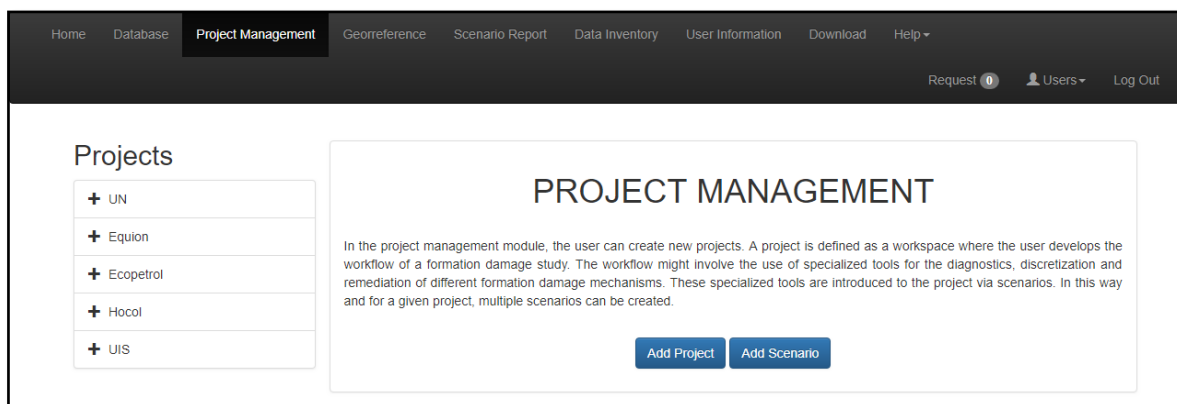 Home Database Project Management Georreference Scenario Report Data Inventory User Information Download Help
Request 0 Users Log Out
Projects
UN
Equion
Ecopetrol
Hocol
UIS
PROJECT MANAGEMENT
In the project management module, the user can create new projects. A project is defined as a workspace where the user develops the
workflow of a formation damage study. The workflow might involve the use of specialized tools for the diagnostics, discretization and
remediation of different formation damage mechanisms. These specialized tools are introduced to the project via scenarios. In this way
and for a given project, multiple scenarios can be created.
Add Project Add Scenario